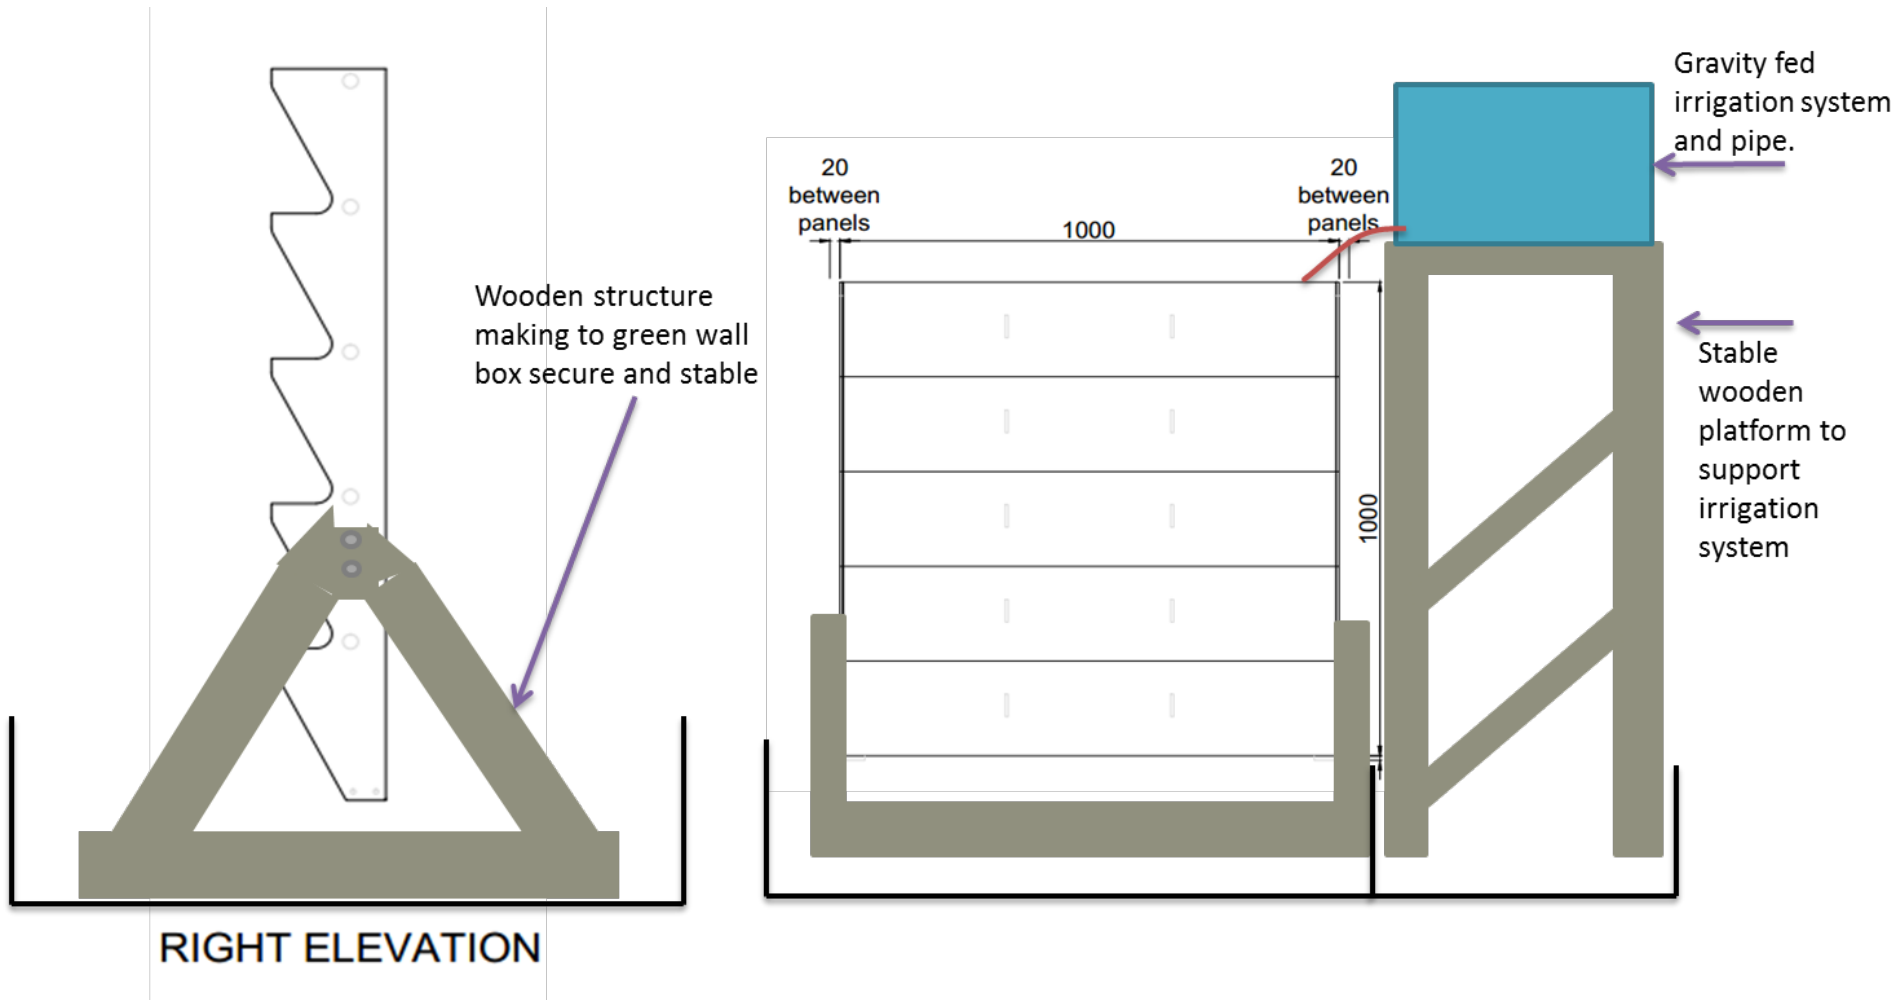 Gravity fed
irrigation system
and pipe.
20
between
panels
1000
20
between
panels
Wooden structure
making to green wall
box secure and stable
Stable
wooden
platform to
support
irrigation
system
1000
RIGHT ELEVATION